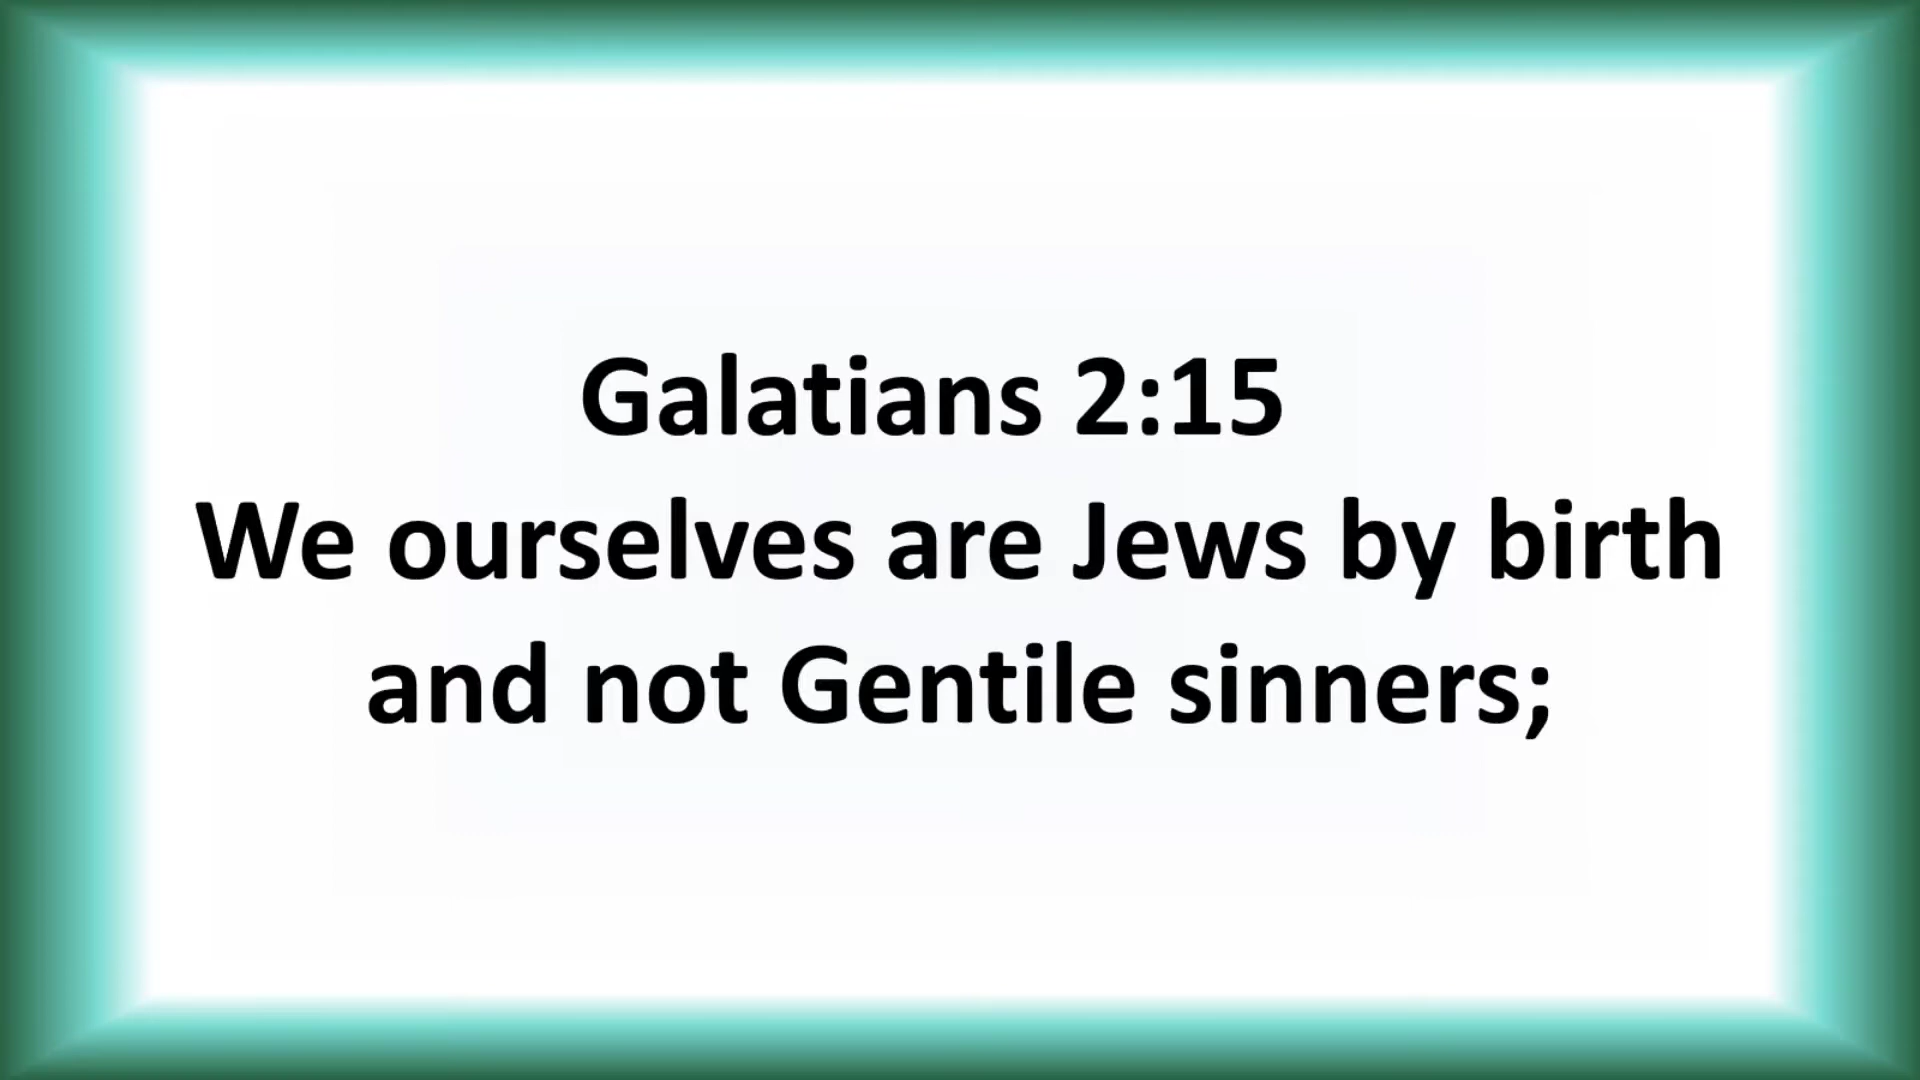 Galatians 2:15
We ourselves are Jews by birth
and not Gentile sinners;